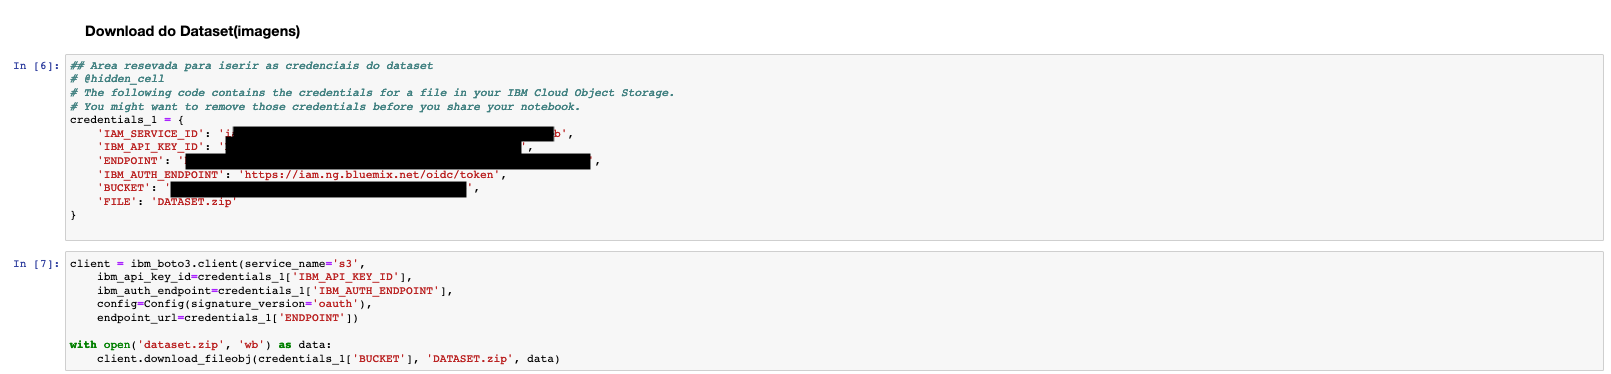 Download do Dataset(imagens)
In [6]:
## Area resevada para iserir as credenciais do dataset
# @hidden_cell
# The following code contains the credentials for a file in your IBM Cloud Object Storage.
# You might want to remove those credentials before you share your notebook.
credentials_1 = {
    'IAM_SERVICE_ID': 'i b',
    'IBM_API_KEY_ID': ' ',
    'ENDPOINT': ' ',
    'IBM_AUTH_ENDPOINT': 'https://iam.ng.bluemix.net/oidc/token',
    'BUCKET': ' ',
    'FILE': 'DATASET.zip'
}
In [7]:
client = ibm_boto3.client(service_name='s3',
    ibm_api_key_id=credentials_1['IBM_API_KEY_ID'],
    ibm_auth_endpoint=credentials_1['IBM_AUTH_ENDPOINT'],
    config=Config(signature_version='oauth'),
    endpoint_url=credentials_1['ENDPOINT'])
with open('dataset.zip', 'wb') as data:
    client.download_fileobj(credentials_1['BUCKET'], 'DATASET.zip', data)